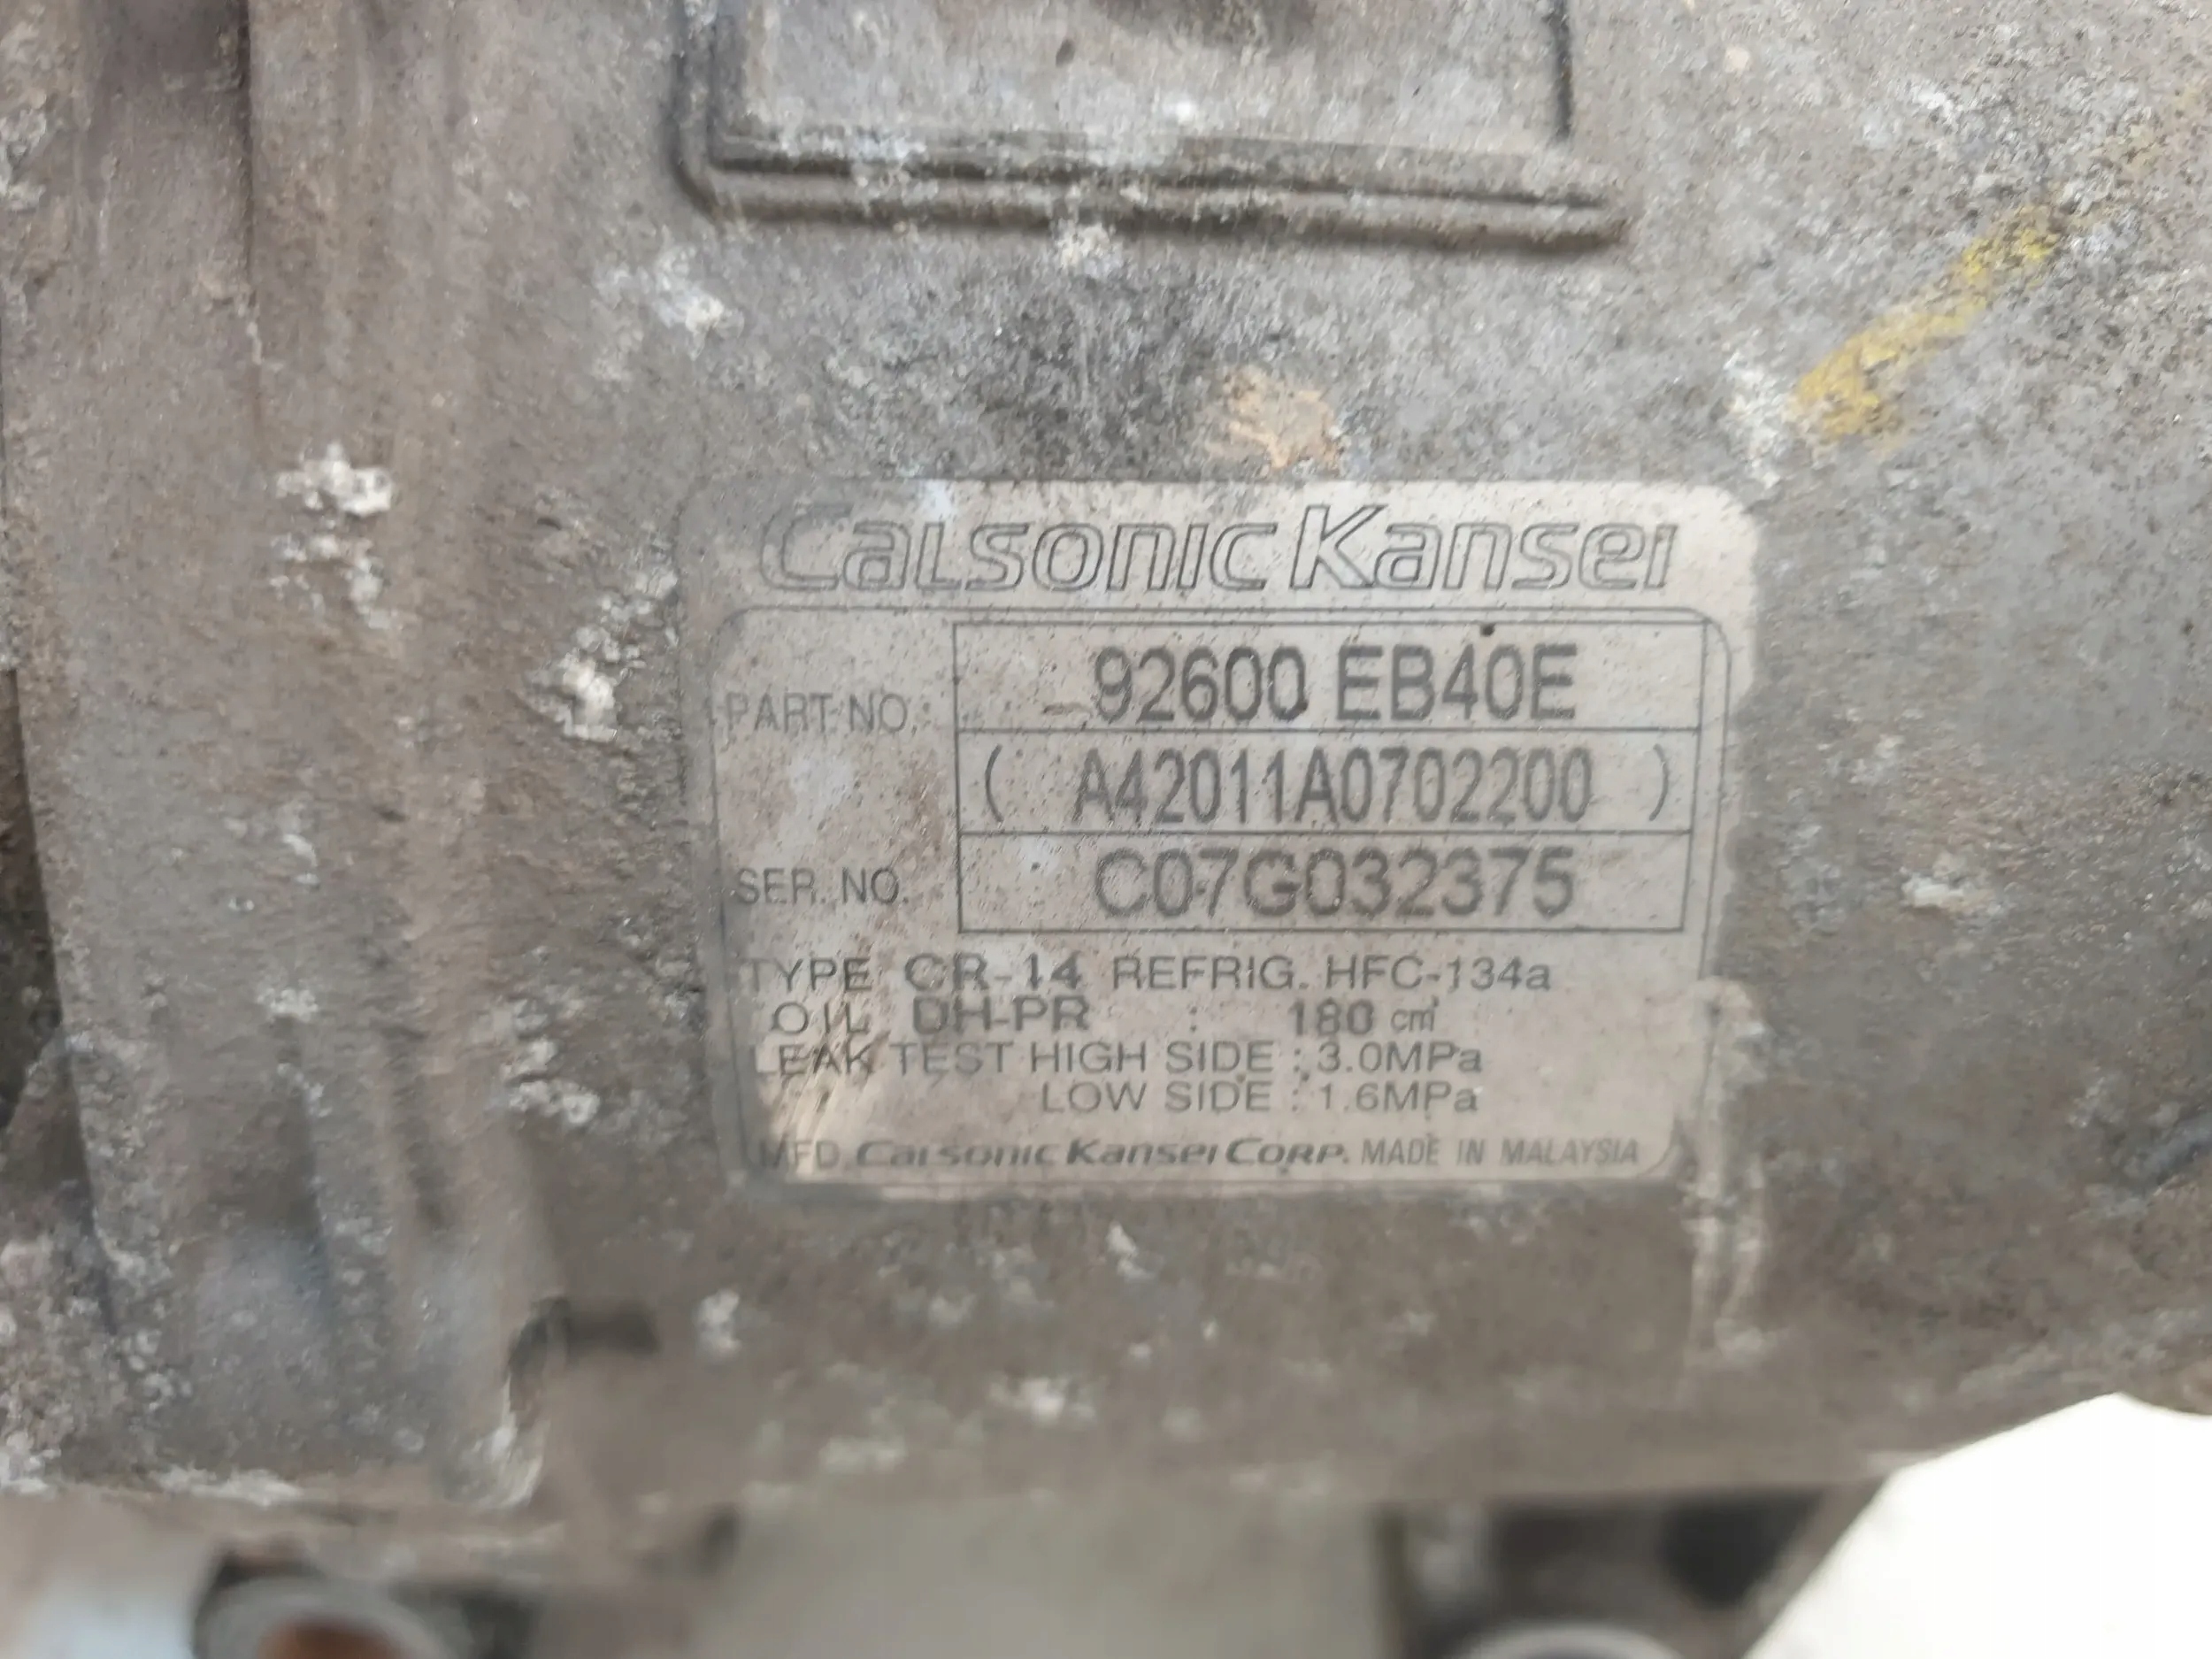 Calsonic Kansei
PART NO. 92600 EB40E
( A42011A0702200 )
SER. NO. C07G032375
TYPE CR-14 REFRIG. HFC-134a
OIL DH-PR : 180 cm³
LEAK TEST HIGH SIDE : 3.0MPa
LOW SIDE : 1.6MPa
MFD. Calsonic Kansei Corp. MADE IN MALAYSIA